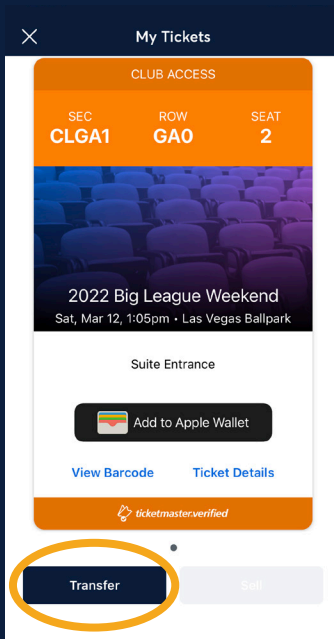 My Tickets
CLUB ACCESS
SEC ROW SEAT
CLGA1 GA0 2
2022 Big League Weekend
Sat, Mar 12, 1:05pm • Las Vegas Ballpark
Suite Entrance
Add to Apple Wallet
View Barcode Ticket Details
ticketmaster.verified
Transfer Sell